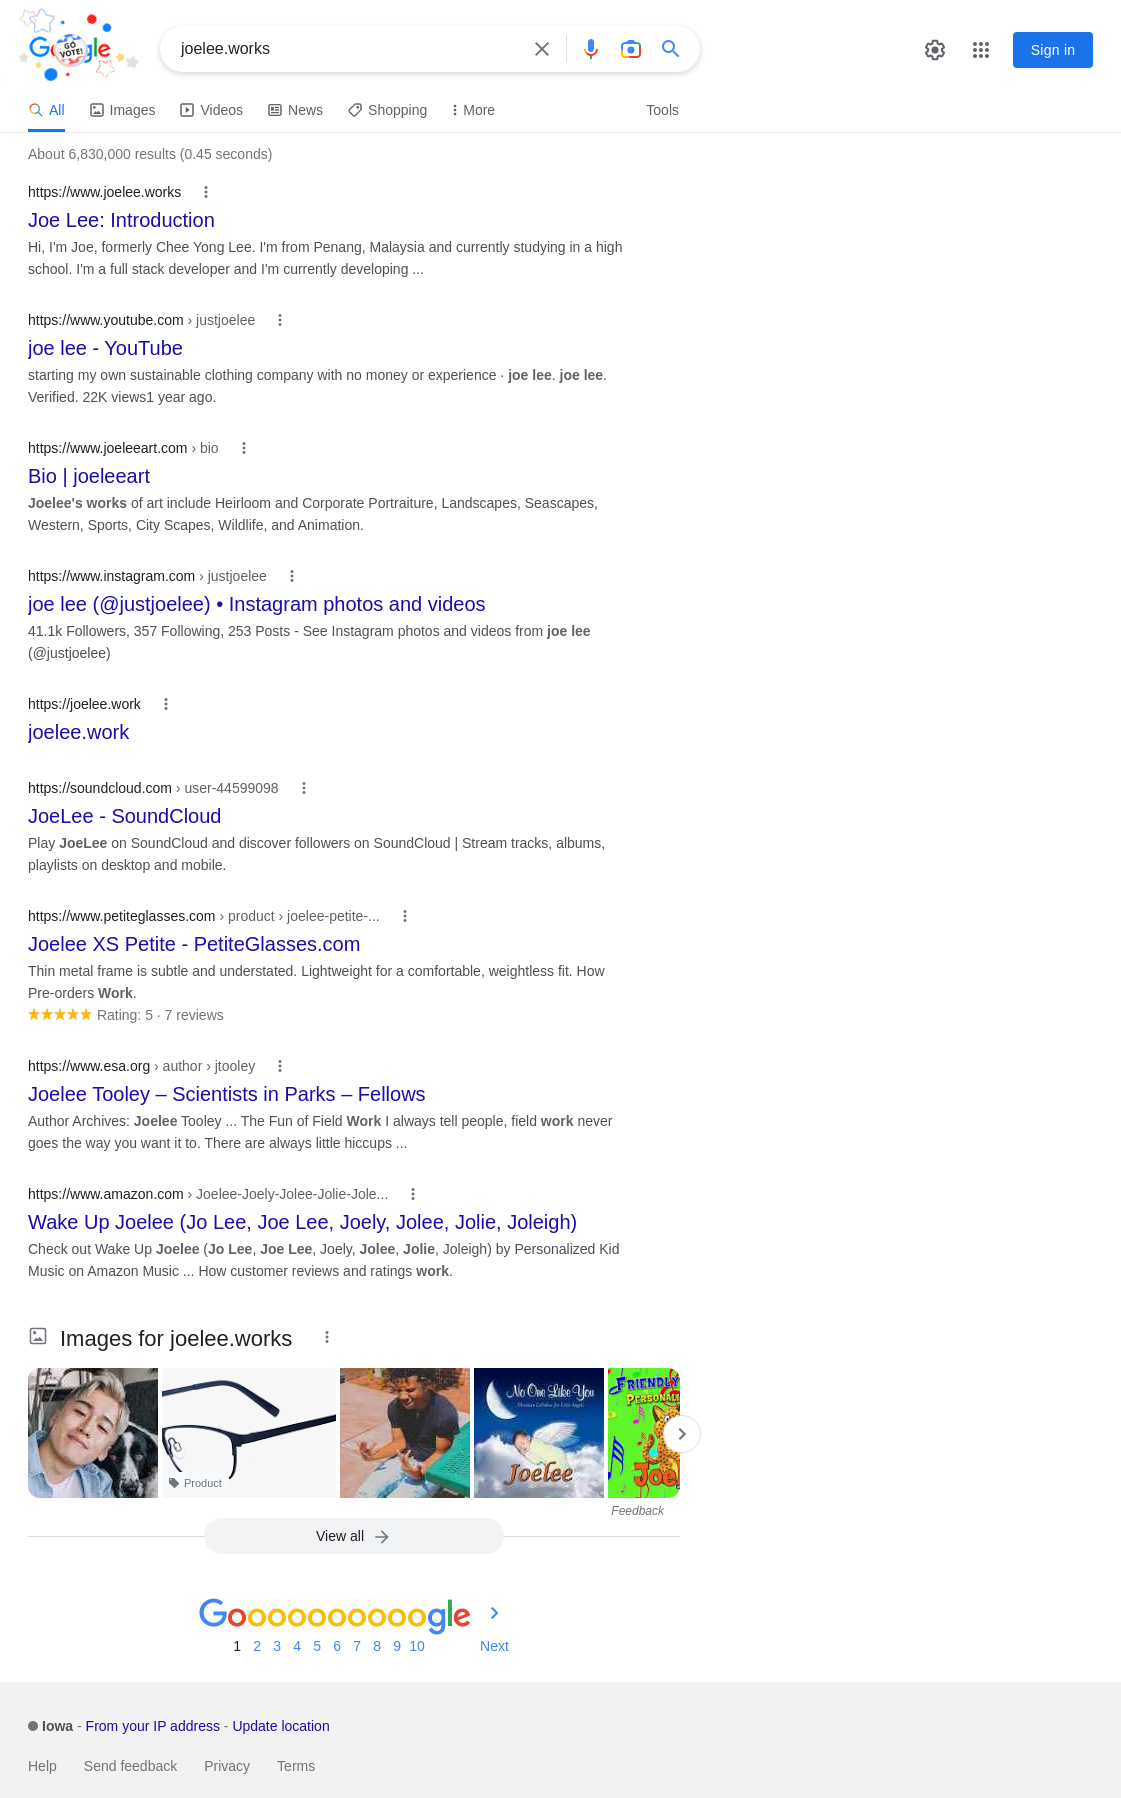 Google
GO VOTE!
joelee.works
Sign in
All
Images
Videos
News
Shopping
More
Tools
About 6,830,000 results (0.45 seconds)
https://www.joelee.works
Joe Lee: Introduction
Hi, I'm Joe, formerly Chee Yong Lee. I'm from Penang, Malaysia and currently studying in a high
school. I'm a full stack developer and I'm currently developing ...
https://www.youtube.com › justjoelee
joe lee - YouTube
starting my own sustainable clothing company with no money or experience · joe lee. joe lee.
Verified. 22K views1 year ago.
https://www.joeleeart.com › bio
Bio | joeleeart
Joelee's works of art include Heirloom and Corporate Portraiture, Landscapes, Seascapes,
Western, Sports, City Scapes, Wildlife, and Animation.
https://www.instagram.com › justjoelee
joe lee (@justjoelee) • Instagram photos and videos
41.1k Followers, 357 Following, 253 Posts - See Instagram photos and videos from joe lee
(@justjoelee)
https://joelee.work
joelee.work
https://soundcloud.com › user-44599098
JoeLee - SoundCloud
Play JoeLee on SoundCloud and discover followers on SoundCloud | Stream tracks, albums,
playlists on desktop and mobile.
https://www.petiteglasses.com › product › joelee-petite-...
Joelee XS Petite - PetiteGlasses.com
Thin metal frame is subtle and understated. Lightweight for a comfortable, weightless fit. How
Pre-orders Work.
Rating: 5 · 7 reviews
https://www.esa.org › author › jtooley
Joelee Tooley – Scientists in Parks – Fellows
Author Archives: Joelee Tooley ... The Fun of Field Work I always tell people, field work never
goes the way you want it to. There are always little hiccups ...
https://www.amazon.com › Joelee-Joely-Jolee-Jolie-Jole...
Wake Up Joelee (Jo Lee, Joe Lee, Joely, Jolee, Jolie, Joleigh)
Check out Wake Up Joelee (Jo Lee, Joe Lee, Joely, Jolee, Jolie, Joleigh) by Personalized Kid
Music on Amazon Music ... How customer reviews and ratings work.
Images for joelee.works
Product
No One Like You
Joelee
FRIENDLY
PERSONAL
Joel
Feedback
View all
Goooooooooogle
1 2 3 4 5 6 7 8 9 10 Next
Iowa - From your IP address - Update location
Help Send feedback Privacy Terms